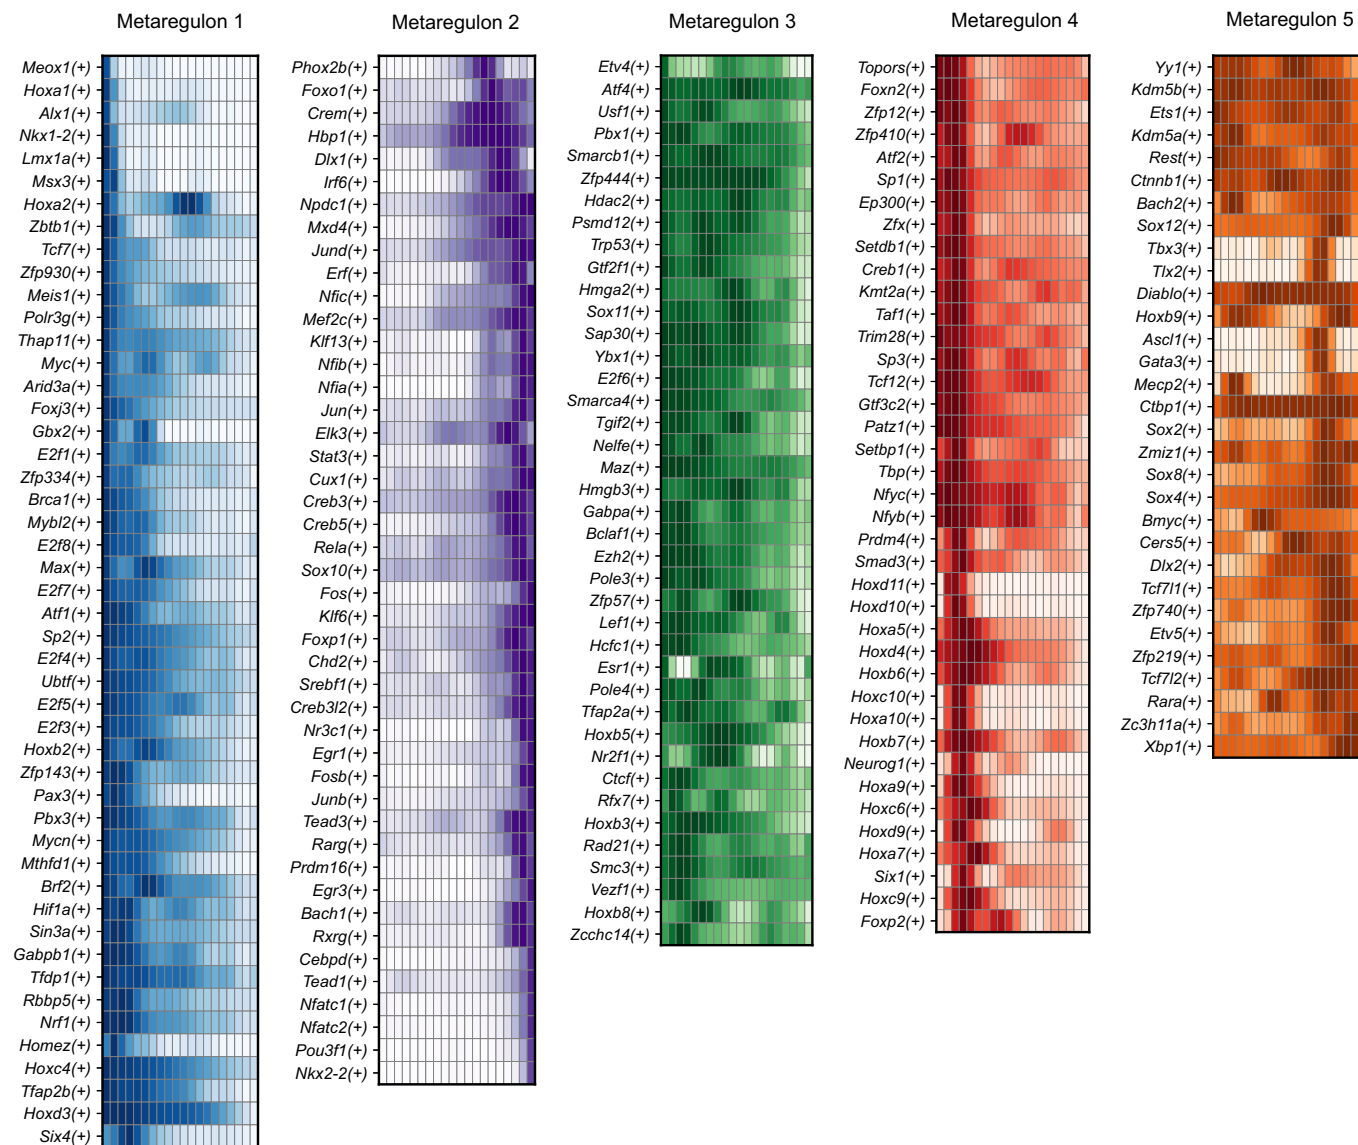 Metaregulon 1
Meox1(+)
Hoxa1(+)
Alx1(+)
Nkx1-2(+)
Lmx1a(+)
Msx3(+)
Hoxa2(+)
Zbtb1(+)
Tcf7(+)
Zfp930(+)
Meis1(+)
Polr3g(+)
Thap11(+)
Myc(+)
Arid3a(+)
Foxj3(+)
Gbx2(+)
E2f1(+)
Zfp334(+)
Brca1(+)
Mybl2(+)
E2f8(+)
Max(+)
E2f7(+)
Atf1(+)
Sp2(+)
E2f4(+)
Ubtf(+)
E2f5(+)
E2f3(+)
Hoxb2(+)
Zfp143(+)
Pax3(+)
Pbx3(+)
Mycn(+)
Mthfd1(+)
Brf2(+)
Hif1a(+)
Sin3a(+)
Gabpb1(+)
Tfdp1(+)
Rbbp5(+)
Nrf1(+)
Homez(+)
Hoxc4(+)
Tfap2b(+)
Hoxd3(+)
Six4(+)
Metaregulon 2
Phox2b(+)
Foxo1(+)
Crem(+)
Hbp1(+)
Dlx1(+)
Irf6(+)
Npdc1(+)
Mxd4(+)
Jund(+)
Erf(+)
Nfic(+)
Mef2c(+)
Klf13(+)
Nfib(+)
Nfia(+)
Jun(+)
Elk3(+)
Stat3(+)
Cux1(+)
Creb3(+)
Creb5(+)
Rela(+)
Sox10(+)
Fos(+)
Klf6(+)
Foxp1(+)
Chd2(+)
Srebf1(+)
Creb3l2(+)
Nr3c1(+)
Egr1(+)
Fosb(+)
Junb(+)
Tead3(+)
Rarg(+)
Prdm16(+)
Egr3(+)
Bach1(+)
Rxrg(+)
Cebpd(+)
Tead1(+)
Nfatc1(+)
Nfatc2(+)
Pou3f1(+)
Nkx2-2(+)
Metaregulon 3
Etv4(+)
Atf4(+)
Usf1(+)
Pbx1(+)
Smarcb1(+)
Zfp444(+)
Hdac2(+)
Psmd12(+)
Trp53(+)
Gtf2f1(+)
Hmga2(+)
Sox11(+)
Sap30(+)
Ybx1(+)
E2f6(+)
Smarca4(+)
Tgif2(+)
Nelfe(+)
Maz(+)
Hmgb3(+)
Gabpa(+)
Bclaf1(+)
Ezh2(+)
Pole3(+)
Zfp57(+)
Lef1(+)
Hcfc1(+)
Esr1(+)
Pole4(+)
Tfap2a(+)
Hoxb5(+)
Nr2f1(+)
Ctcf(+)
Rfx7(+)
Hoxb3(+)
Rad21(+)
Smc3(+)
Vezf1(+)
Hoxb8(+)
Zcchc14(+)
Metaregulon 4
Topors(+)
Foxn2(+)
Zfp12(+)
Zfp410(+)
Atf2(+)
Sp1(+)
Ep300(+)
Zfx(+)
Setdb1(+)
Creb1(+)
Kmt2a(+)
Taf1(+)
Trim28(+)
Sp3(+)
Tcf12(+)
Gtf3c2(+)
Patz1(+)
Setbp1(+)
Tbp(+)
Nfyc(+)
Nfyb(+)
Prdm4(+)
Smad3(+)
Hoxd11(+)
Hoxd10(+)
Hoxa5(+)
Hoxd4(+)
Hoxb6(+)
Hoxc10(+)
Hoxa10(+)
Hoxb7(+)
Neurog1(+)
Hoxa9(+)
Hoxc6(+)
Hoxd9(+)
Hoxa7(+)
Six1(+)
Hoxc9(+)
Foxp2(+)
Metaregulon 5
Yy1(+)
Kdm5b(+)
Ets1(+)
Kdm5a(+)
Rest(+)
Ctnnb1(+)
Bach2(+)
Sox12(+)
Tbx3(+)
Tlx2(+)
Diablo(+)
Hoxb9(+)
Ascl1(+)
Gata3(+)
Mecp2(+)
Ctbp1(+)
Sox2(+)
Zmiz1(+)
Sox8(+)
Sox4(+)
Bmyc(+)
Cers5(+)
Dlx2(+)
Tcf7l1(+)
Zfp740(+)
Etv5(+)
Zfp219(+)
Tcf7l2(+)
Rara(+)
Zc3h11a(+)
Xbp1(+)